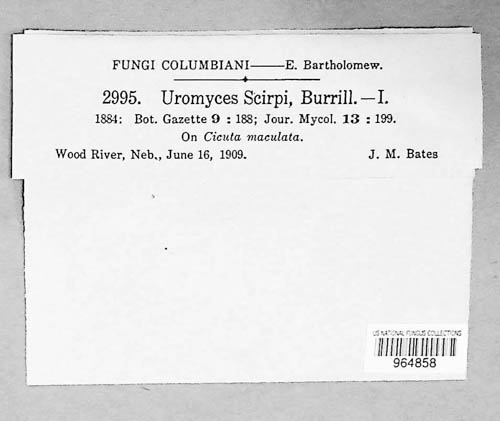 FUNGI COLUMBIANI—E. Bartholomew.
2995. Uromyces Scirpi, Burrill.—I.
1884: Bot. Gazette 9 : 188; Jour. Mycol. 13 : 199.
On Cicuta maculata.
Wood River, Neb., June 16, 1909. J. M. Bates
US NATIONAL FUNGUS COLLECTIONS
964858